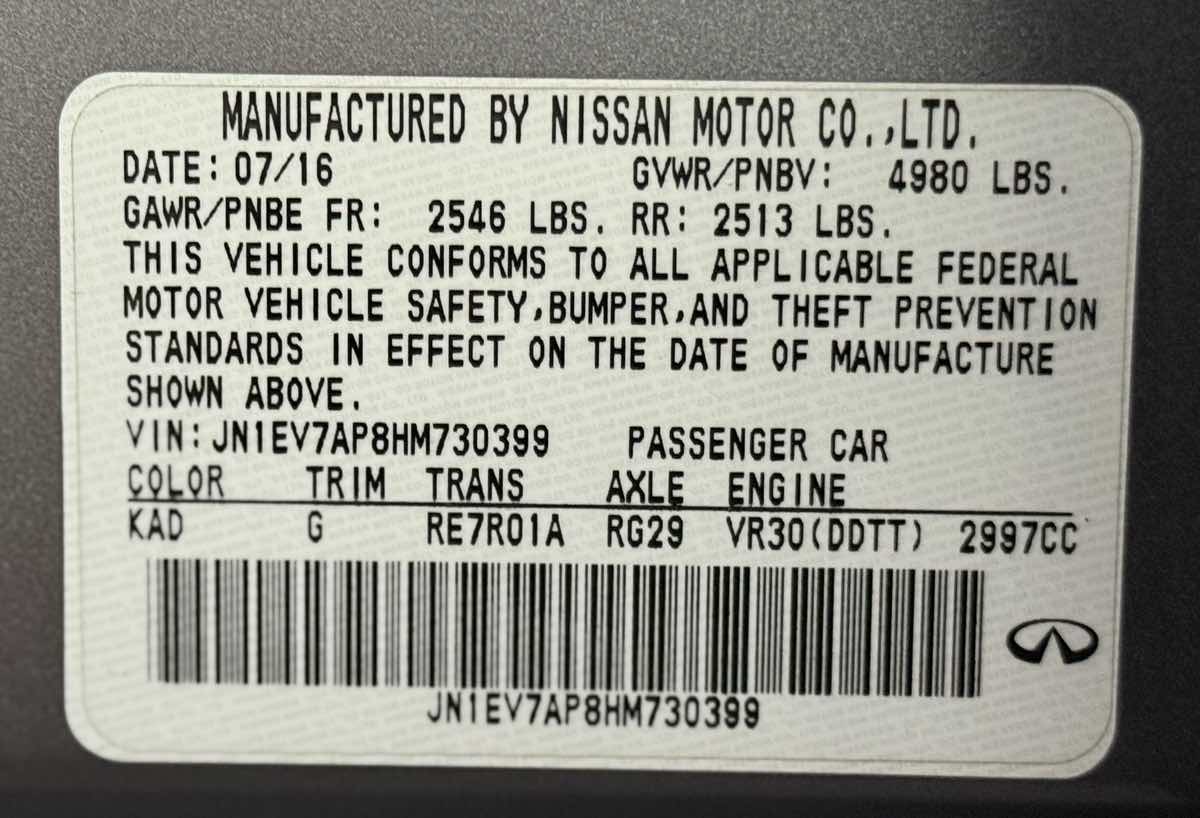 MANUFACTURED BY NISSAN MOTOR CO.,LTD.
DATE: 07/16 GVWR/PNBV: 4980 LBS.
GAWR/PNBE FR: 2546 LBS. RR: 2513 LBS.
THIS VEHICLE CONFORMS TO ALL APPLICABLE FEDERAL
MOTOR VEHICLE SAFETY,BUMPER,AND THEFT PREVENTION
STANDARDS IN EFFECT ON THE DATE OF MANUFACTURE
SHOWN ABOVE.
VIN: JN1EV7AP8HM730399 PASSENGER CAR
COLOR TRIM TRANS AXLE ENGINE
KAD G RE7R01A RG29 VR30(DDTT) 2997CC
JN1EV7AP8HM730399